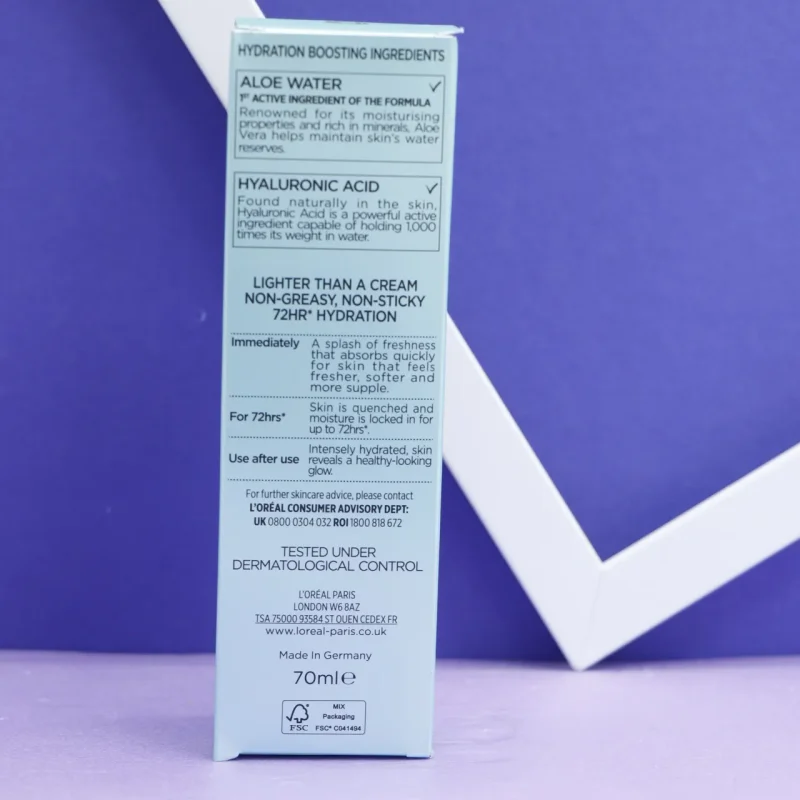 HYDRATION BOOSTING INGREDIENTS
ALOE WATER ✓
1ST ACTIVE INGREDIENT OF THE FORMULA
Renowned for its moisturising
properties and rich in minerals, Aloe
Vera helps maintain skin's water
reserves.
HYALURONIC ACID ✓
Found naturally in the skin,
Hyaluronic Acid is a powerful active
ingredient capable of holding 1,000
times its weight in water.
LIGHTER THAN A CREAM
NON-GREASY, NON-STICKY
72HR* HYDRATION
Immediately
A splash of freshness
that absorbs quickly
for skin that feels
fresher, softer and
more supple.
For 72hrs*
Skin is quenched and
moisture is locked in for
up to 72hrs*.
Use after use
Intensely hydrated, skin
reveals a healthy-looking
glow.
For further skincare advice, please contact
L'ORÉAL CONSUMER ADVISORY DEPT:
UK 0800 0304 032 ROI 1800 818 672
TESTED UNDER
DERMATOLOGICAL CONTROL
L'ORÉAL PARIS
LONDON W6 8AZ
TSA 75000 93584 ST OUEN CEDEX FR
www.loreal-paris.co.uk
Made In Germany
70ml℮
FSC
MIX
Packaging
FSC® C041494